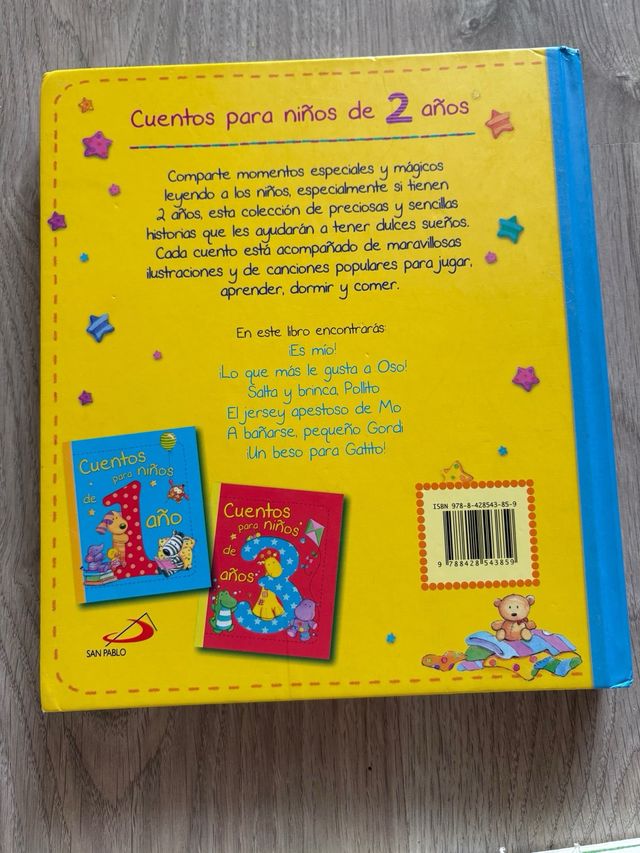 Cuentos para niños de 2 años
Comparte momentos especiales y mágicos
leyendo a los niños, especialmente si tienen
2 años, esta colección de preciosas y sencillas
historias que les ayudarán a tener dulces sueños.
Cada cuento está acompañado de maravillosas
ilustraciones y de canciones populares para jugar,
aprender, dormir y comer.
En este libro encontrarás:
¡Es mío!
¡Lo que más le gusta a Oso!
Salta y brinca, Pollito
El jersey apestoso de Mo
A bañarse, pequeño Gordi
¡Un beso para Gatito!
Cuentos
para niños
de 1
año
Cuentos
para niños
de 3
años
ISBN 978-8-428543-85-9
9 788428 543859
SAN PABLO